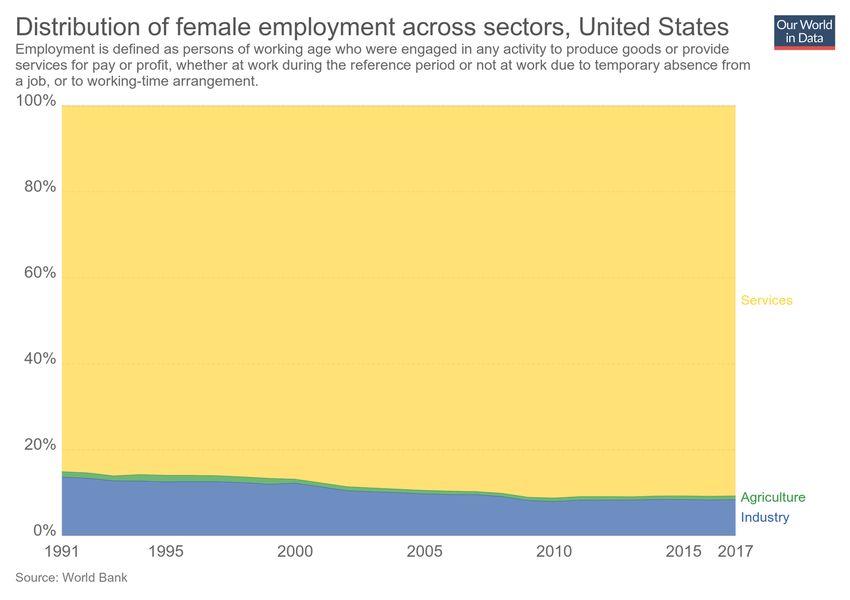 Distribution of female employment across sectors, United States
Our World
in Data
Employment is defined as persons of working age who were engaged in any activity to produce goods or provide
services for pay or profit, whether at work during the reference period or not at work due to temporary absence from
a job, or to working-time arrangement.
100%
80%
60%
40%
20%
0%
Services
Agriculture
Industry
1991 1995 2000 2005 2010 2015 2017
Source: World Bank